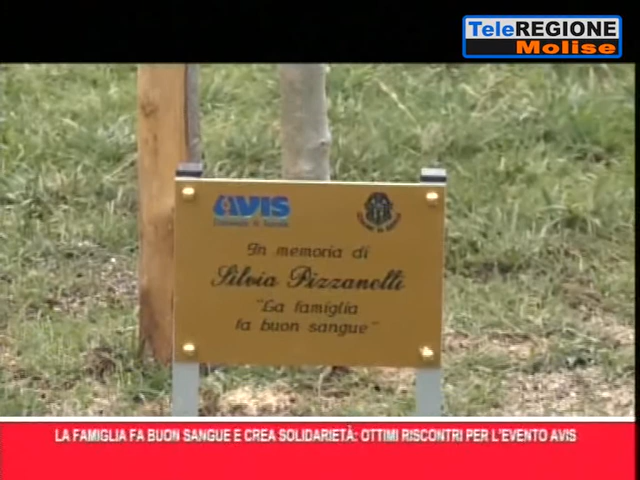 TeleREGIONE
Molise
AVIS
In memoria di
Silvia Pizzanelli
"La famiglia
fa buon sangue"
LA FAMIGLIA FA BUON SANGUE E CREA SOLIDARIETÀ: OTTIMI RISCONTRI PER L'EVENTO AVIS